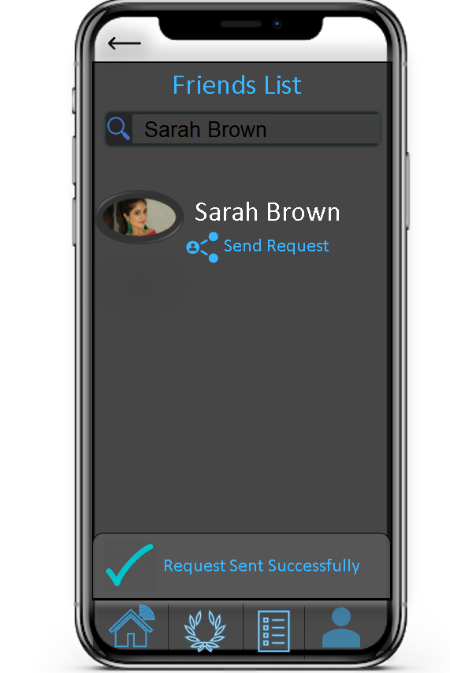 Friends List
Sarah Brown
Sarah Brown
Send Request
Request Sent Successfully